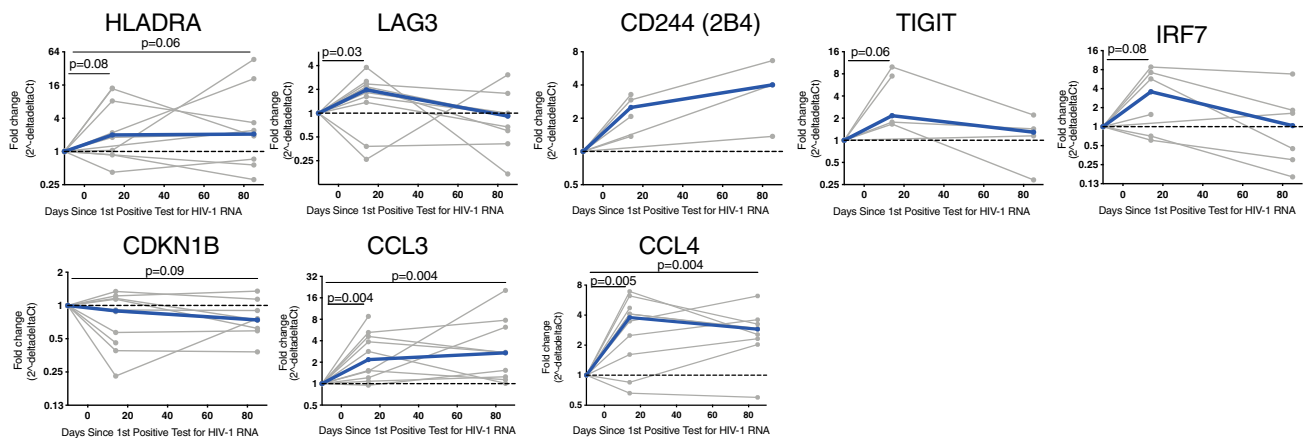 HLADRA
p=0.06
p=0.08
64
16
4
1
0.25
Fold change
(2^-deltadeltaCt)
0 20 40 60 80
Days Since 1st Positive Test for HIV-1 RNA
LAG3
p=0.03
4
2
1
0.5
0.25
Fold change
(2^-deltadeltaCt)
0 20 40 60 80
Days Since 1st Positive Test for HIV-1 RNA
CD244 (2B4)
8
4
2
1
0.5
Fold change
(2^-deltadeltaCt)
0 20 40 60 80
Days Since 1st Positive Test for HIV-1 RNA
TIGIT
p=0.06
16
8
4
2
1
0.5
0.25
Fold change
(2^-deltadeltaCt)
0 20 40 60 80
Days Since 1st Positive Test for HIV-1 RNA
IRF7
p=0.08
16
8
4
2
1
0.5
0.25
0.13
Fold change
(2^-deltadeltaCt)
0 20 40 60 80
Days Since 1st Positive Test for HIV-1 RNA
CDKN1B
p=0.09
2
1
0.5
0.25
0.13
Fold change
(2^-deltadeltaCt)
0 20 40 60 80
Days Since 1st Positive Test for HIV-1 RNA
CCL3
p=0.004
p=0.004
32
16
8
4
2
1
0.5
Fold change
(2^-deltadeltaCt)
0 20 40 60 80
Days Since 1st Positive Test for HIV-1 RNA
CCL4
p=0.004
p=0.005
8
4
2
1
0.5
Fold change
(2^-deltadeltaCt)
0 20 40 60 80
Days Since 1st Positive Test for HIV-1 RNA